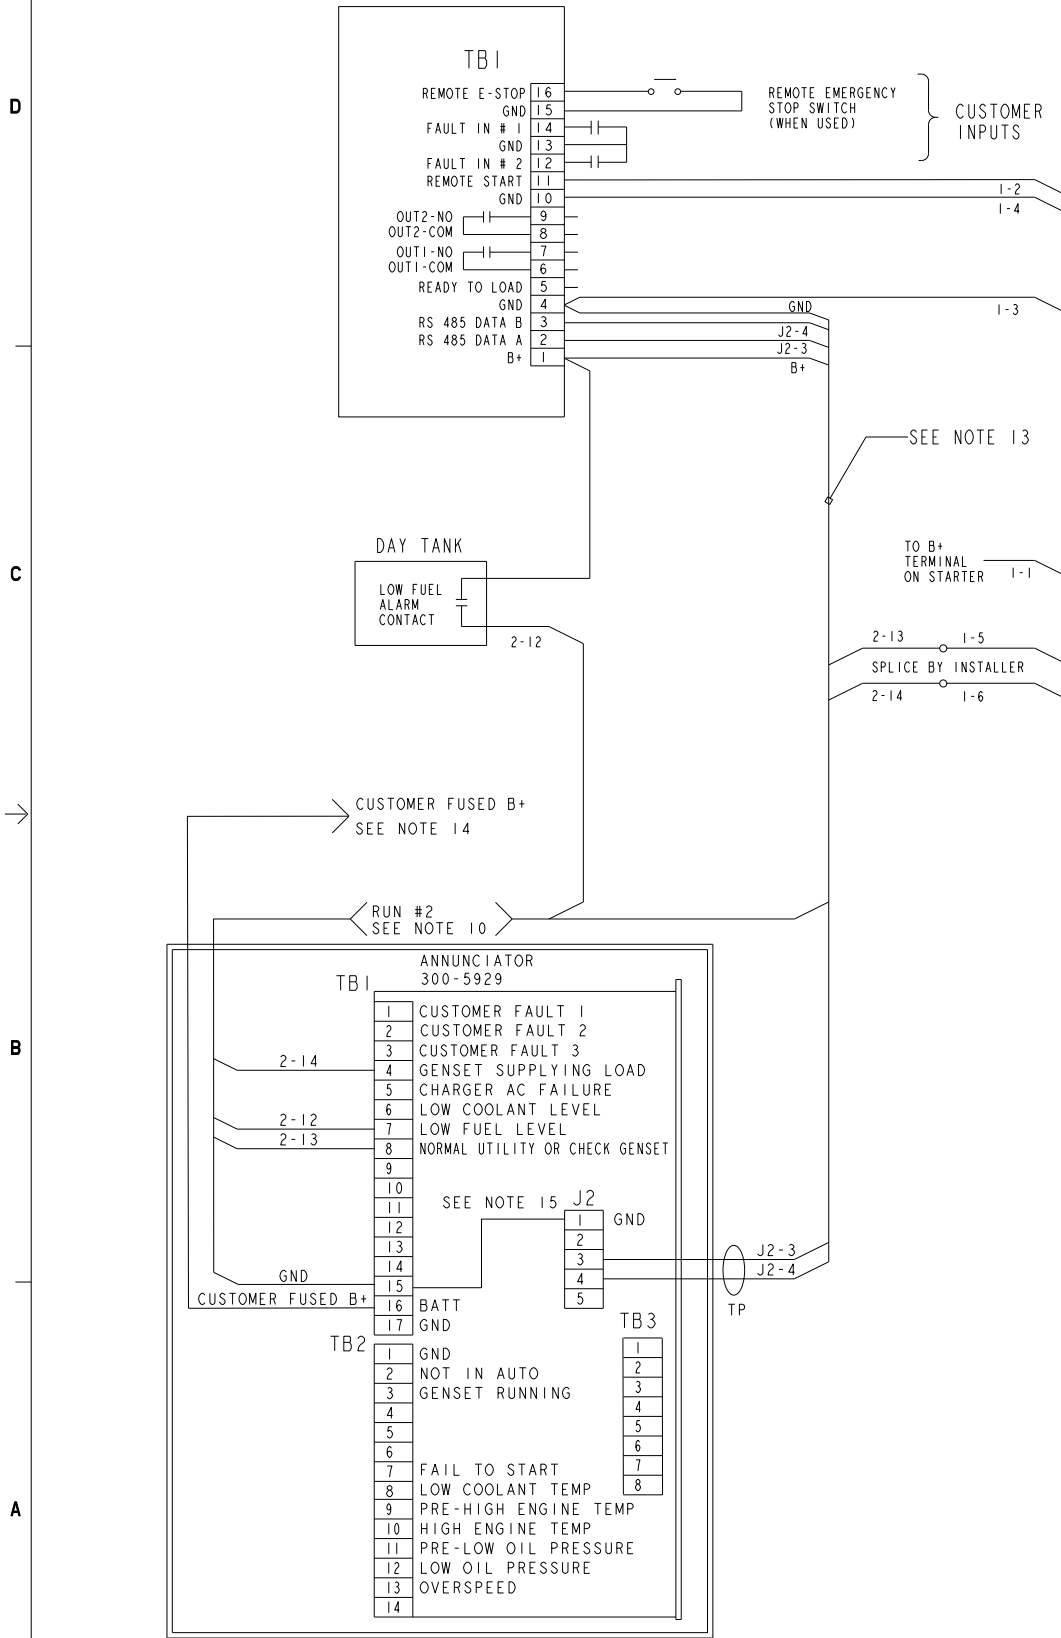 D
TB1
REMOTE E-STOP 16
GND 15
FAULT IN # 1 14
GND 13
FAULT IN # 2 12
REMOTE START 11
GND 10
OUT2-NO 9
OUT2-COM 8
OUT1-NO 7
OUT1-COM 6
READY TO LOAD 5
GND 4
RS 485 DATA B 3
RS 485 DATA A 2
B+ 1
REMOTE EMERGENCY
STOP SWITCH
(WHEN USED)
CUSTOMER
INPUTS
1-2
1-4
GND
1-3
J2-4
J2-3
B+
SEE NOTE 13
C
DAY TANK
LOW FUEL
ALARM
CONTACT
2-12
TO B+
TERMINAL
ON STARTER
1-1
2-13 1-5
SPLICE BY INSTALLER
2-14 1-6
CUSTOMER FUSED B+
SEE NOTE 14
RUN #2
SEE NOTE 10
B
ANNUNCIATOR
300-5929
TB1
1 CUSTOMER FAULT 1
2 CUSTOMER FAULT 2
3 CUSTOMER FAULT 3
2-14 4 GENSET SUPPLYING LOAD
5 CHARGER AC FAILURE
6 LOW COOLANT LEVEL
2-12 7 LOW FUEL LEVEL
2-13 8 NORMAL UTILITY OR CHECK GENSET
9
10
11
12
13
14
GND 15
CUSTOMER FUSED B+ 16 BATT
17 GND
SEE NOTE 15 J2
1 GND
2
3
4
5
J2-3
J2-4
TP
TB2
1 GND
2 NOT IN AUTO
3 GENSET RUNNING
4
5
6
7 FAIL TO START
8 LOW COOLANT TEMP
9 PRE-HIGH ENGINE TEMP
10 HIGH ENGINE TEMP
11 PRE-LOW OIL PRESSURE
12 LOW OIL PRESSURE
13 OVERSPEED
14
TB3
1
2
3
4
5
6
7
8
A